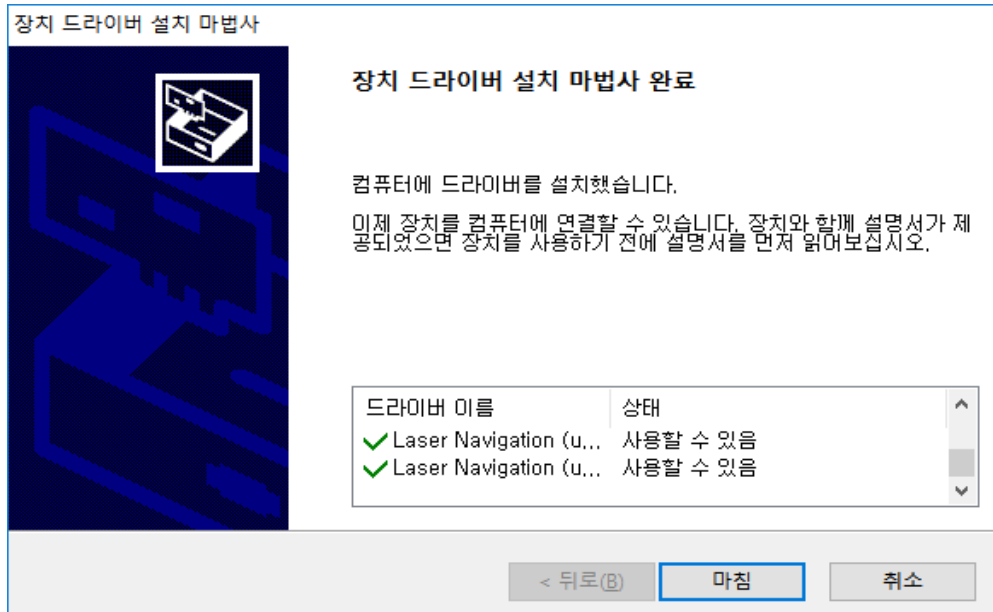 장치 드라이버 설치 마법사
장치 드라이버 설치 마법사 완료
컴퓨터에 드라이버를 설치했습니다.
이제 장치를 컴퓨터에 연결할 수 있습니다. 장치와 함께 설명서가 제
공되었으면 장치를 사용하기 전에 설명서를 먼저 읽어보십시오.
드라이버 이름 상태
Laser Navigation (u... 사용할 수 있음
Laser Navigation (u... 사용할 수 있음
< 뒤로(B) 마침 취소